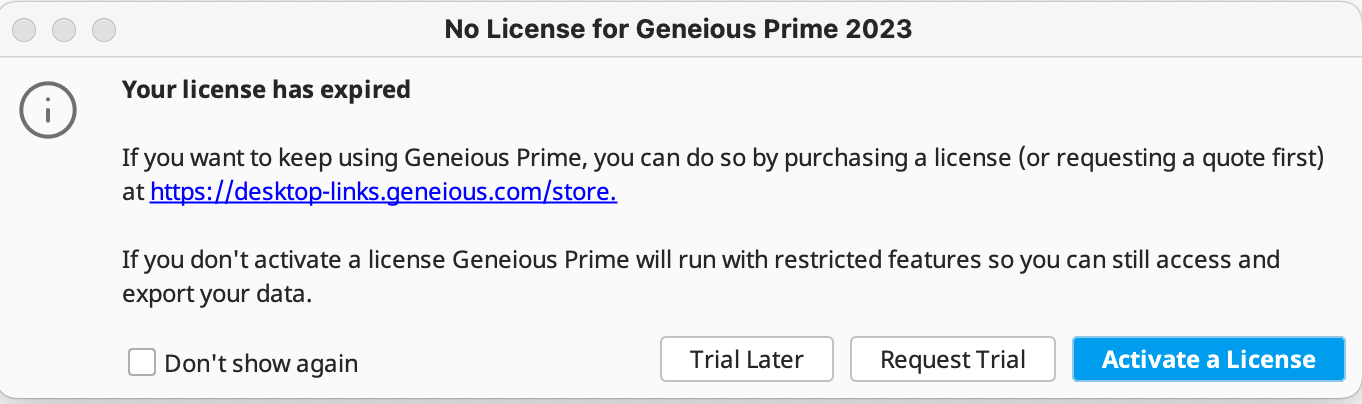 No License for Geneious Prime 2023
Your license has expired
If you want to keep using Geneious Prime, you can do so by purchasing a license (or requesting a quote first)
at https://desktop-links.geneious.com/store.
If you don't activate a license Geneious Prime will run with restricted features so you can still access and
export your data.
Don't show again
Trial Later
Request Trial
Activate a License